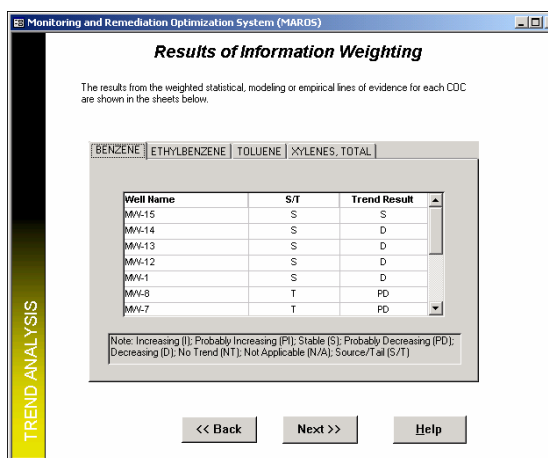 Monitoring and Remediation Optimization System (MAROS)
Results of Information Weighting
The results from the weighted statistical, modeling or empirical lines of evidence for each COC
are shown in the sheets below.
BENZENE ETHYLBENZENE TOLUENE XYLENES, TOTAL
Well Name S/T Trend Result
MW-15 S S
MW-14 S D
MW-13 S D
MW-12 S D
MW-1 S D
MW-8 T PD
MW-7 T PD
Note: Increasing (I); Probably Increasing (PI); Stable (S); Probably Decreasing (PD);
Decreasing (D); No Trend (NT); Not Applicable (N/A); Source/Tail (S/T)
TREND ANALYSIS
<< Back Next >> Help